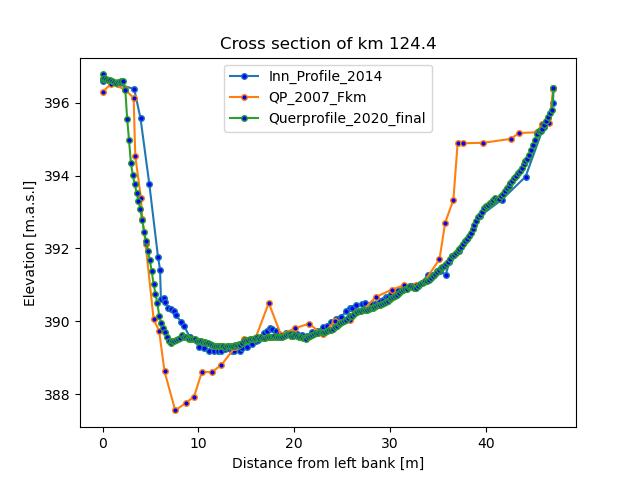 Cross section of km 124.4
Inn_Profile_2014
QP_2007_Fkm
Querprofile_2020_final
Elevation [m.a.s.l]
396
394
392
390
388
0
10
20
30
40
Distance from left bank [m]